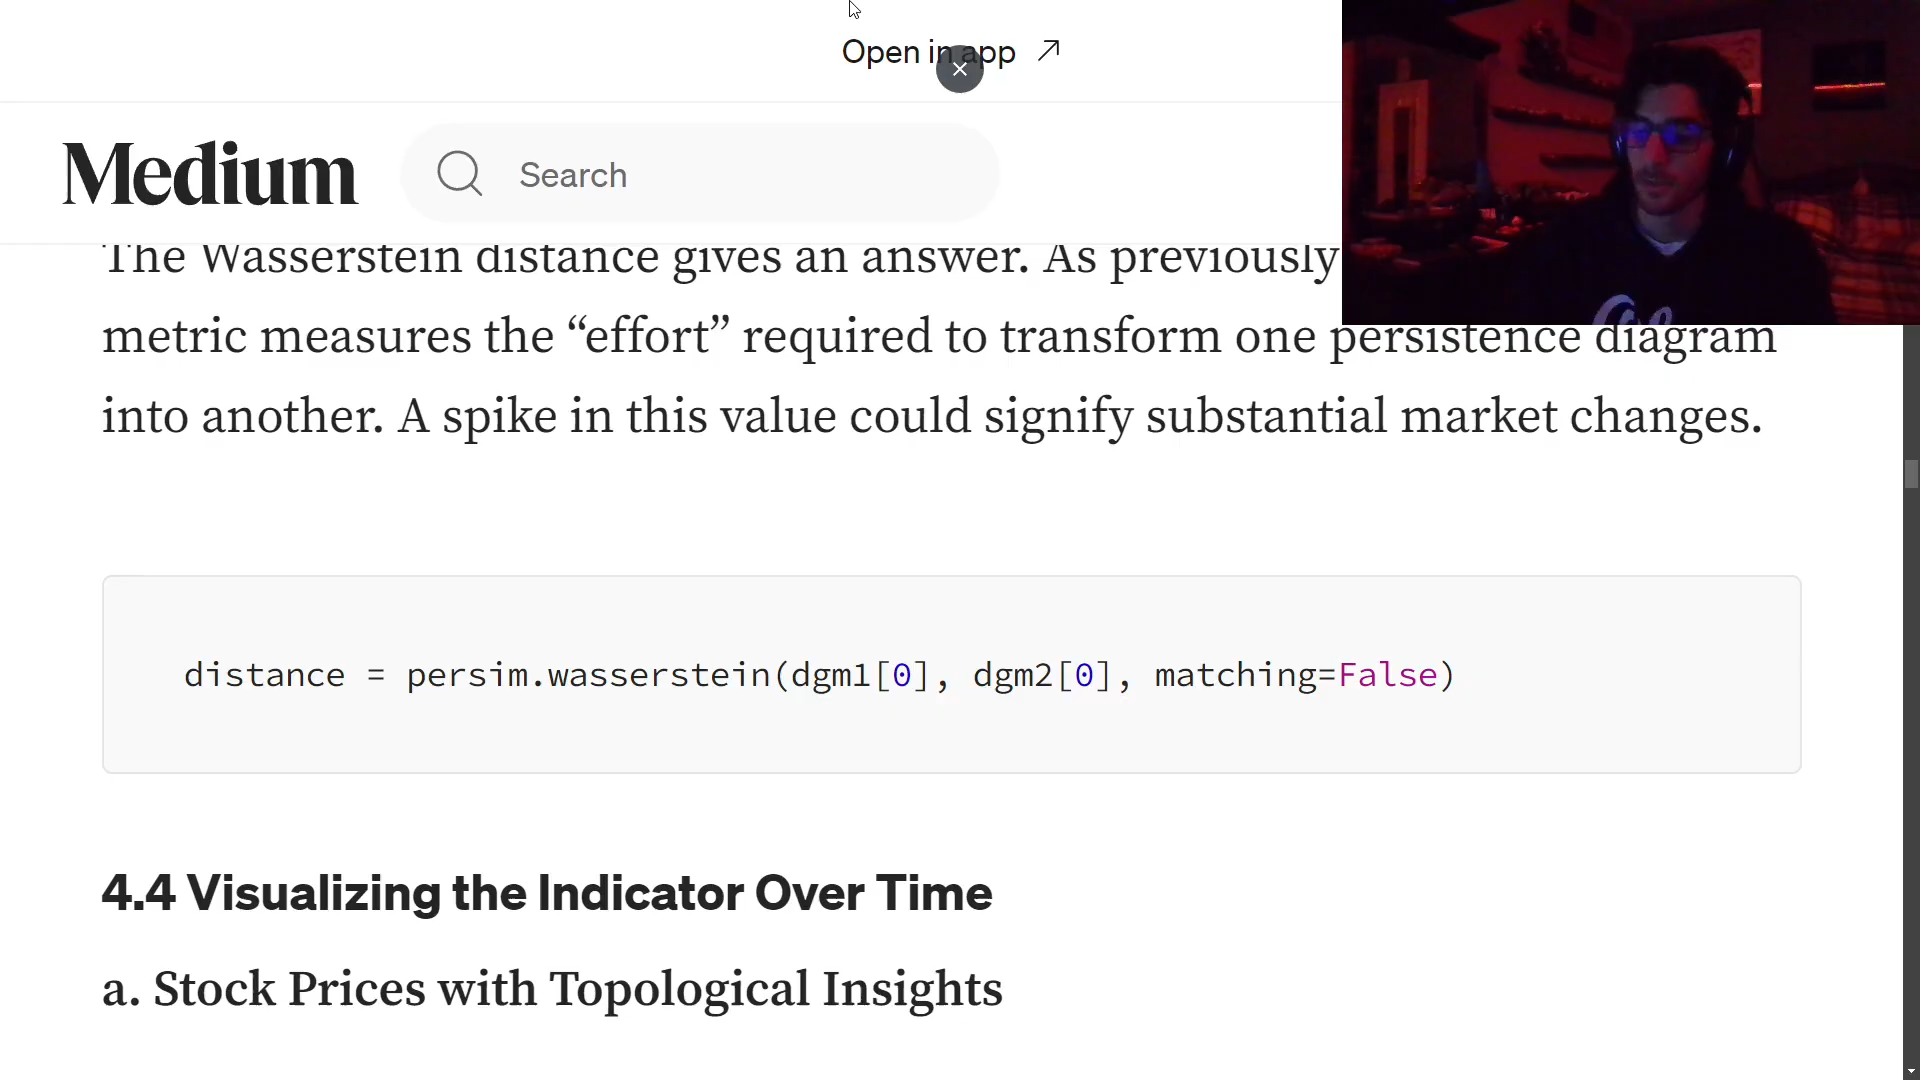 Open in app
Medium
Search
The Wasserstein distance gives an answer. As previously
metric measures the “effort” required to transform one persistence diagram
into another. A spike in this value could signify substantial market changes.
distance = persim.wasserstein(dgm1[0], dgm2[0], matching=False)
4.4 Visualizing the Indicator Over Time
a. Stock Prices with Topological Insights